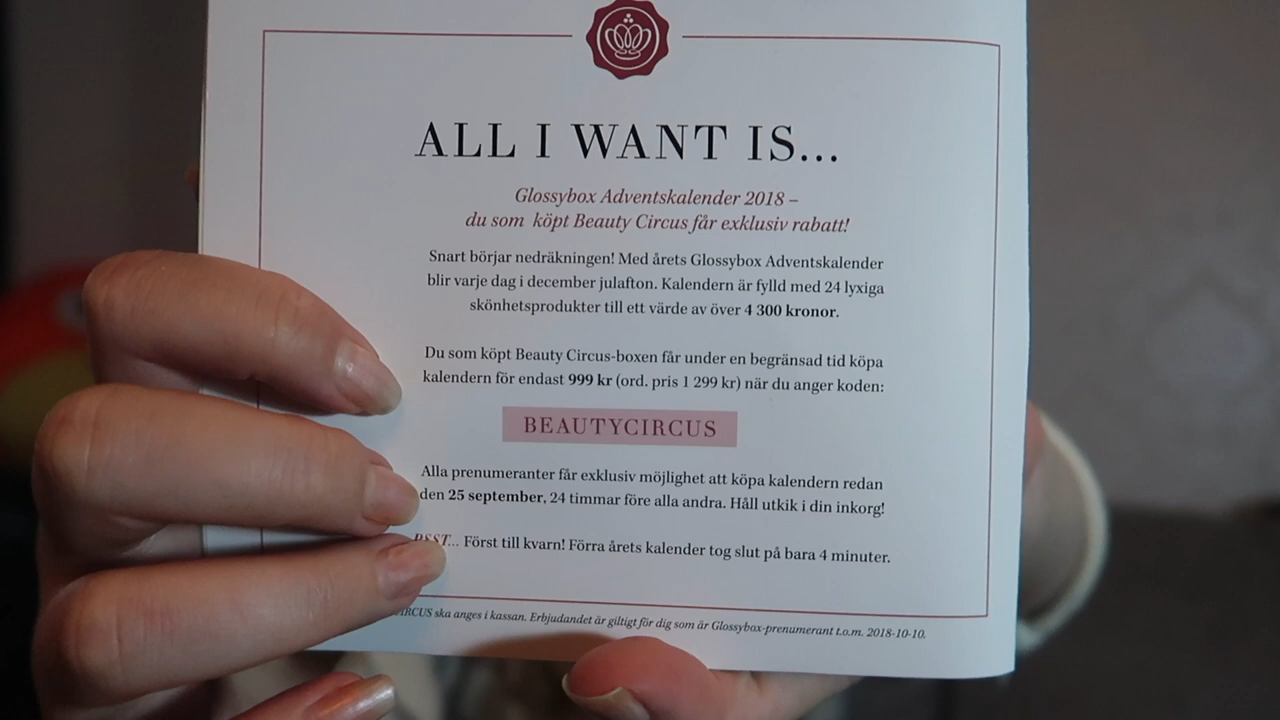 ALL I WANT IS...
Glossybox Adventskalender 2018 –
du som köpt Beauty Circus får exklusiv rabatt!
Snart börjar nedräkningen! Med årets Glossybox Adventskalender
blir varje dag i december julafton. Kalendern är fylld med 24 lyxiga
skönhetsprodukter till ett värde av över 4 300 kronor.
Du som köpt Beauty Circus-boxen får under en begränsad tid köpa
kalendern för endast 999 kr (ord. pris 1 299 kr) när du anger koden:
BEAUTYCIRCUS
Alla prenumeranter får exklusiv möjlighet att köpa kalendern redan
den 25 september, 24 timmar före alla andra. Håll utkik i din inkorg!
PSST... Först till kvarn! Förra årets kalender tog slut på bara 4 minuter.
ska anges i kassan. Erbjudandet är giltigt för dig som är Glossybox-prenumerant t.o.m. 2018-10-10.